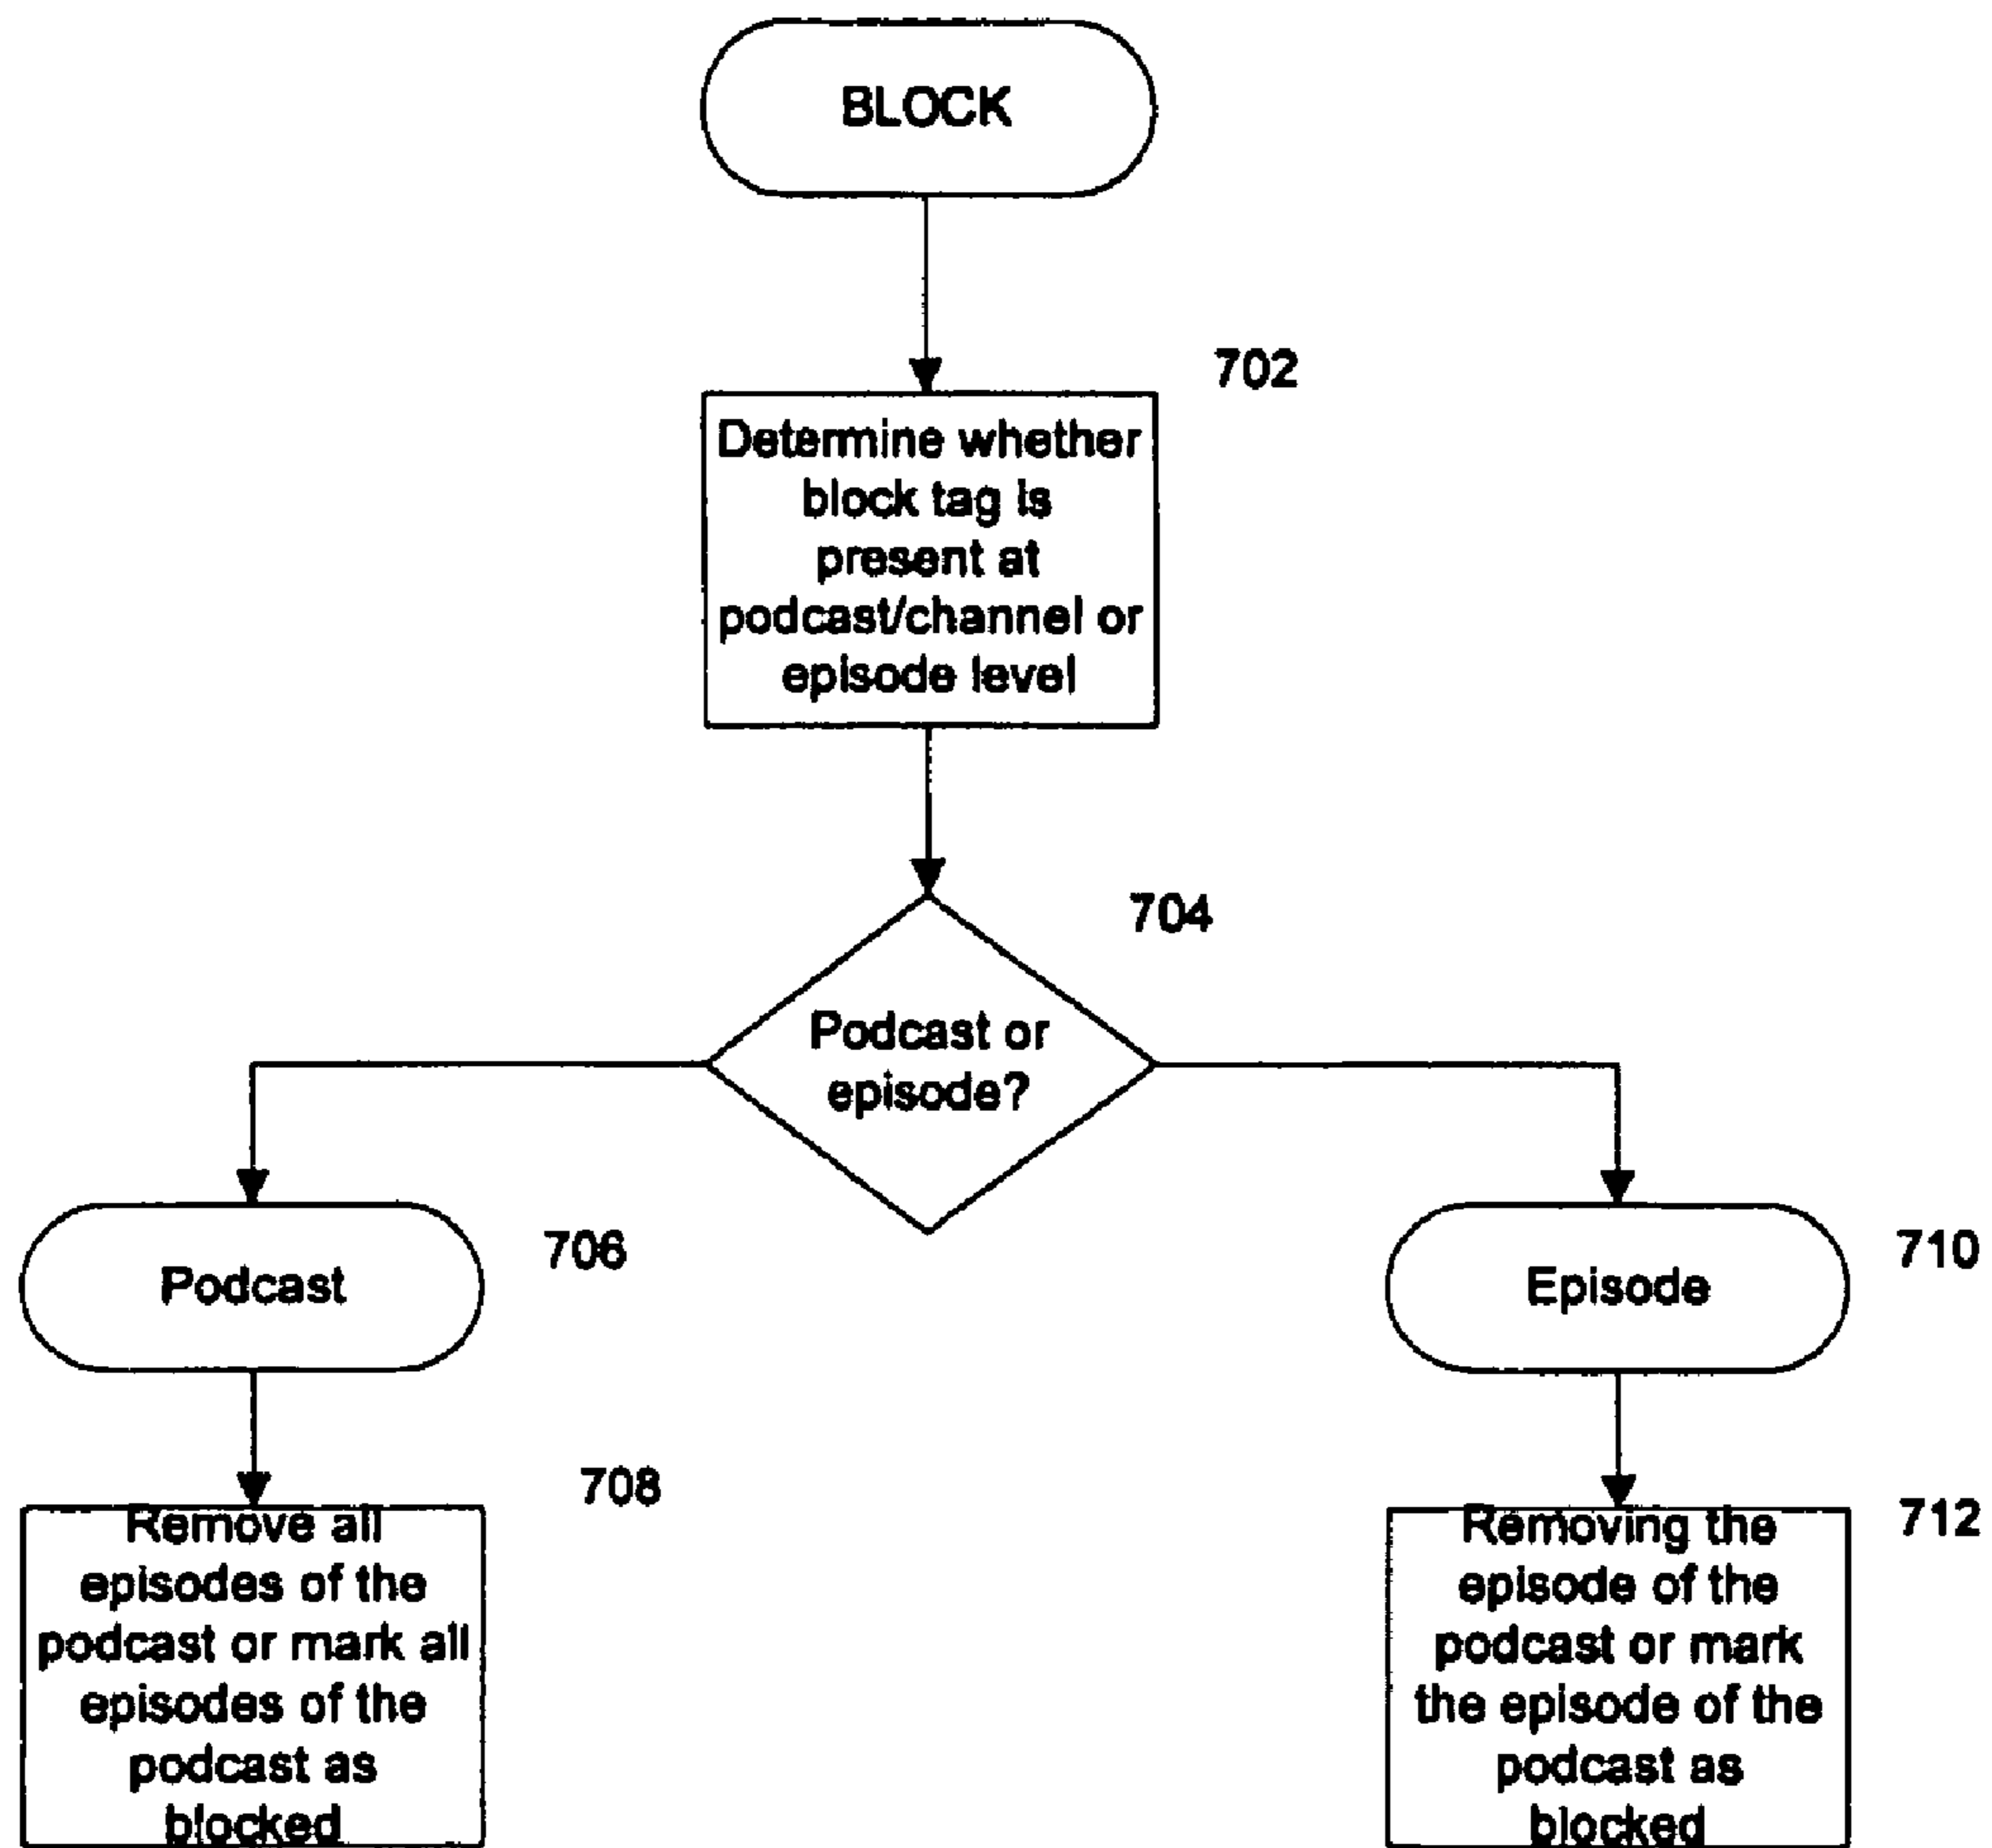 BLOCK
702
Determine whether
block tag is
present at
podcast/channel or
episode level
704
Podcast or
episode?
706
Podcast
710
Episode
708
Remove all
episodes of the
podcast or mark all
episodes of the
podcast as
blocked
712
Removing the
episode of the
podcast or mark
the episode of the
podcast as
blocked